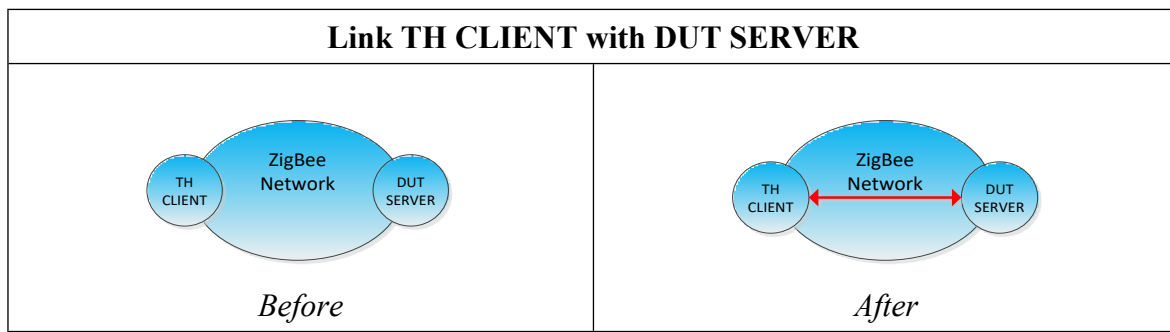 Link TH CLIENT with DUT SERVER
ZigBee
Network
TH
CLIENT
DUT
SERVER
Before
ZigBee
Network
TH
CLIENT
DUT
SERVER
After